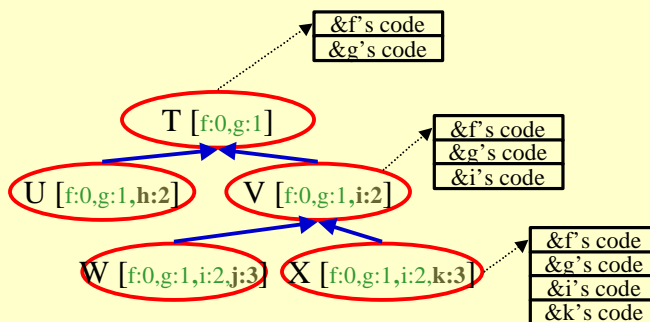 &f's code
&g's code
T [f:0,g:1]
&f's code
&g's code
&i's code
U [f:0,g:1,h:2]
V [f:0,g:1,i:2]
W [f:0,g:1,i:2,j:3]
X [f:0,g:1,i:2,k:3]
&f's code
&g's code
&i's code
&k's code